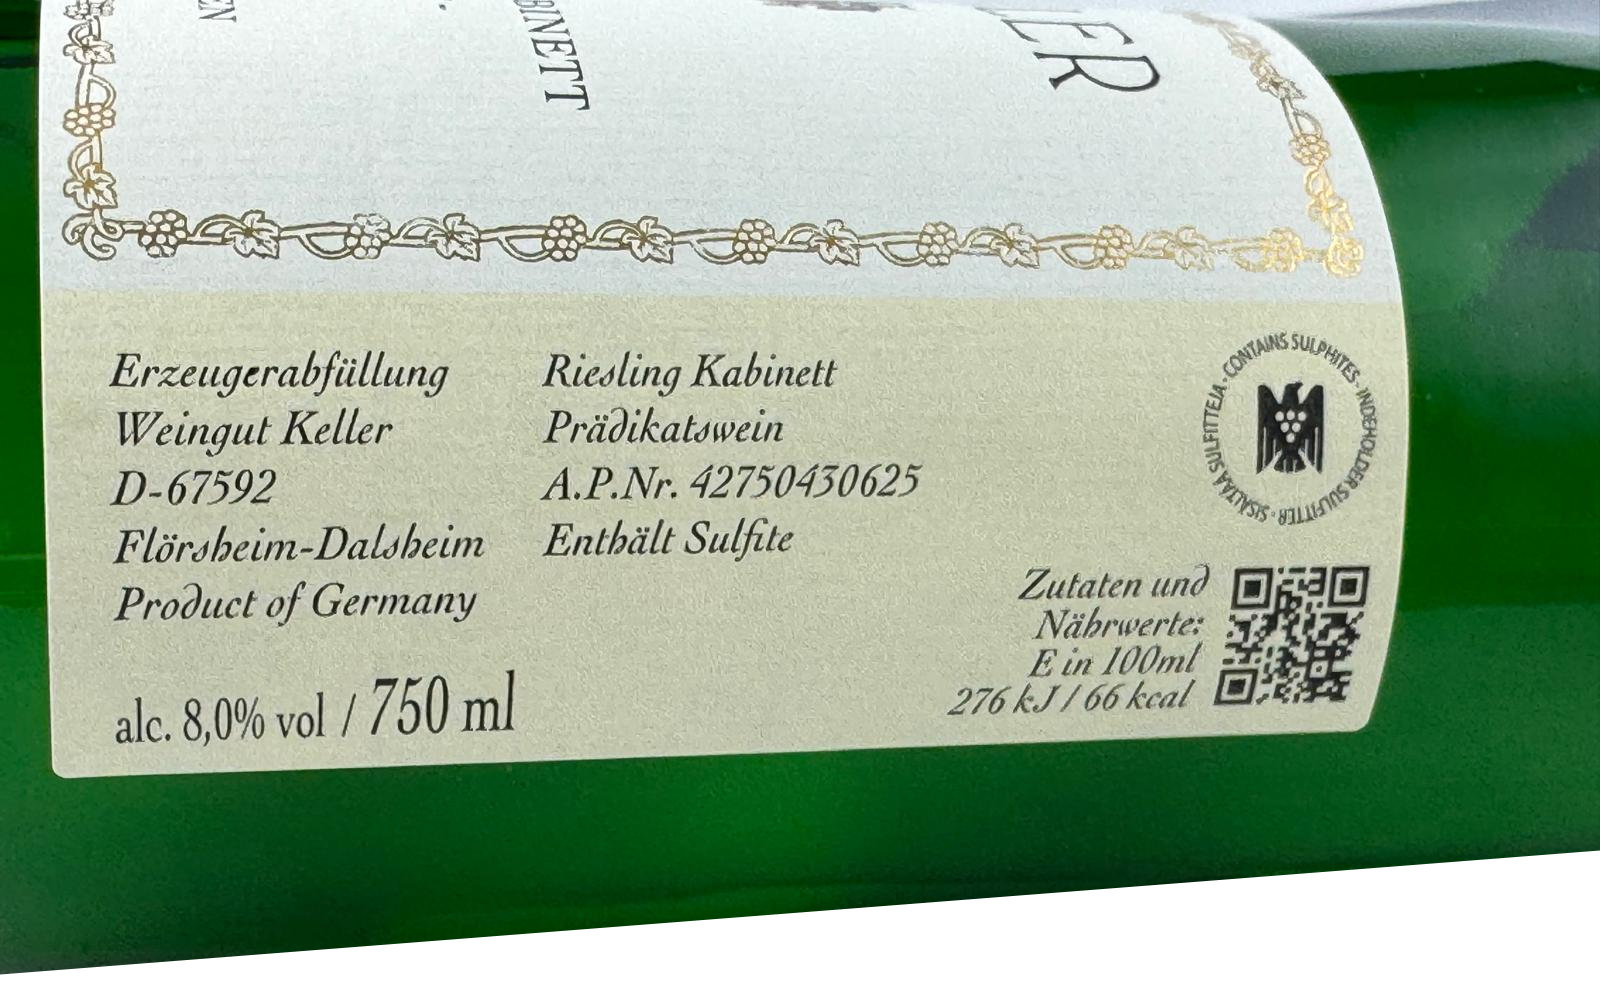 Erzeugerabfüllung
Weingut Keller
D-67592
Flörsheim-Dalsheim
Product of Germany
alc. 8,0% vol / 750 ml
Riesling Kabinett
Prädikatswein
A.P.Nr. 42750430625
Enthält Sulfite
CONTAINS SULPHITES · INDEHOLDER SULFITTER · SISÄLTÄÄ SULFIITTEJA ·
Zutaten und
Nährwerte:
E in 100ml
276 kJ / 66 kcal